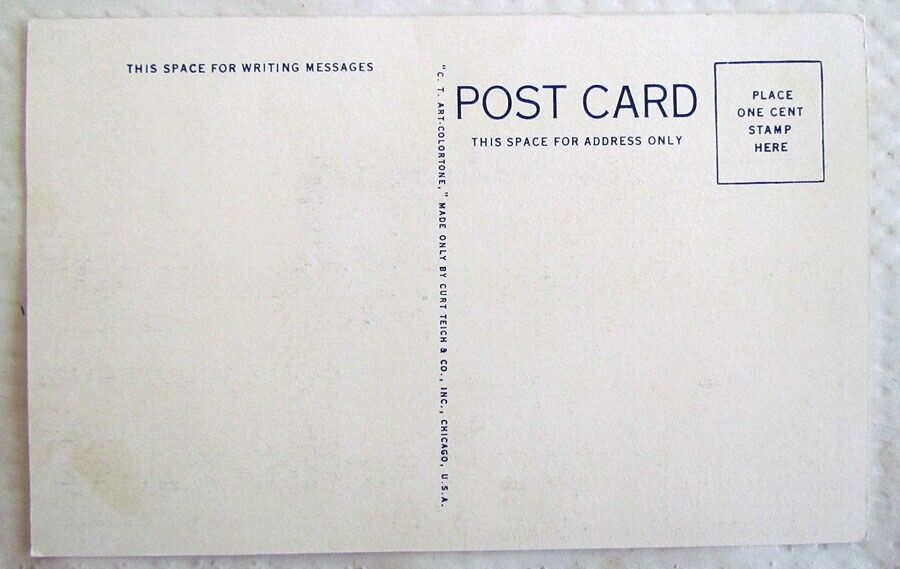 THIS SPACE FOR WRITING MESSAGES
"C. T. ART-COLORTONE," MADE ONLY BY CURT TEICH & CO., INC., CHICAGO, U.S.A.
POST CARD
THIS SPACE FOR ADDRESS ONLY
PLACE
ONE CENT
STAMP
HERE